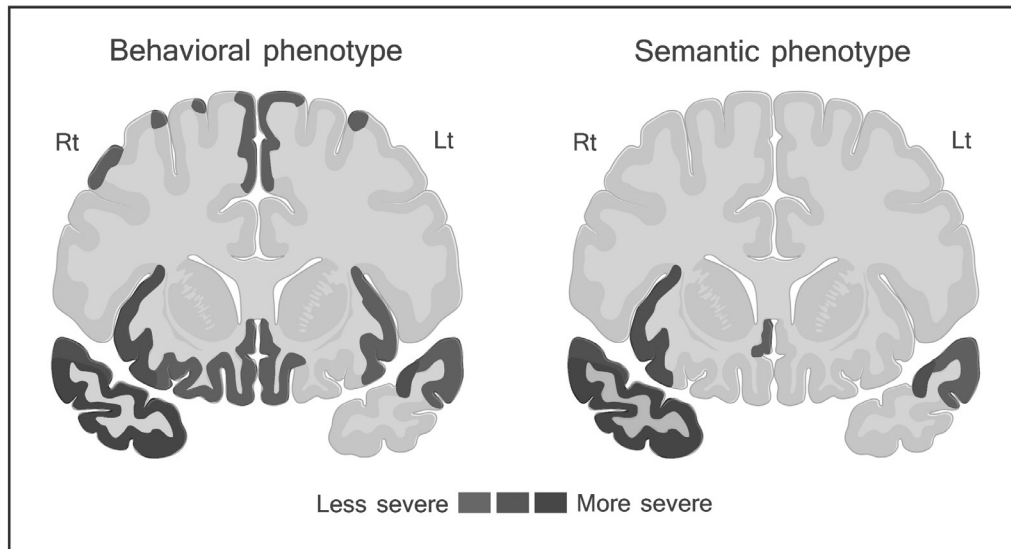 Behavioral phenotype
Semantic phenotype
Rt
Lt
Rt
Lt
Less severe
More severe